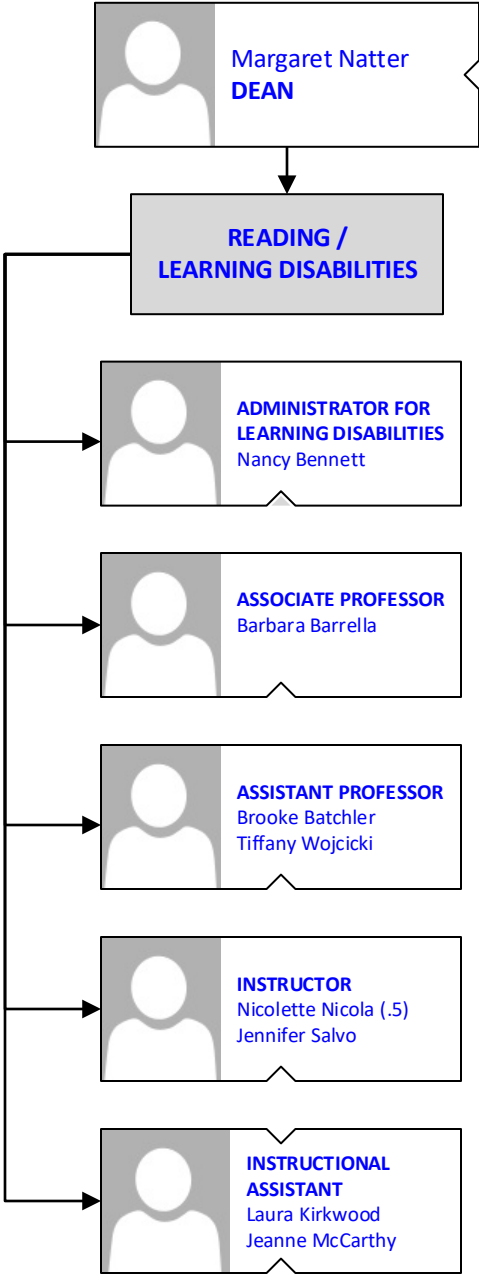 Margaret Natter
DEAN
READING /
LEARNING DISABILITIES
ADMINISTRATOR FOR
LEARNING DISABILITIES
Nancy Bennett
ASSOCIATE PROFESSOR
Barbara Barrella
ASSISTANT PROFESSOR
Brooke Batchler
Tiffany Wojcicki
INSTRUCTOR
Nicolette Nicola (.5)
Jennifer Salvo
INSTRUCTIONAL
ASSISTANT
Laura Kirkwood
Jeanne McCarthy